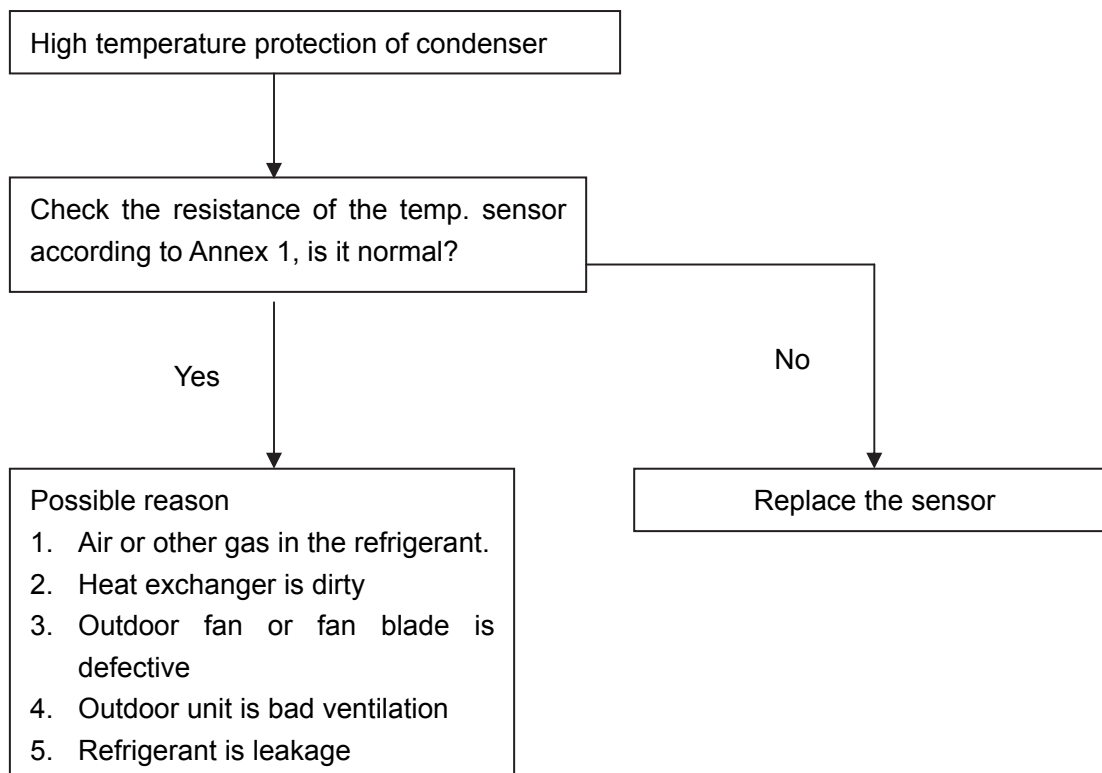 High temperature protection of condenser
Check the resistance of the temp. sensor
according to Annex 1, is it normal?
Yes
No
Possible reason
1. Air or other gas in the refrigerant.
2. Heat exchanger is dirty
3. Outdoor fan or fan blade is
defective
4. Outdoor unit is bad ventilation
5. Refrigerant is leakage
Replace the sensor